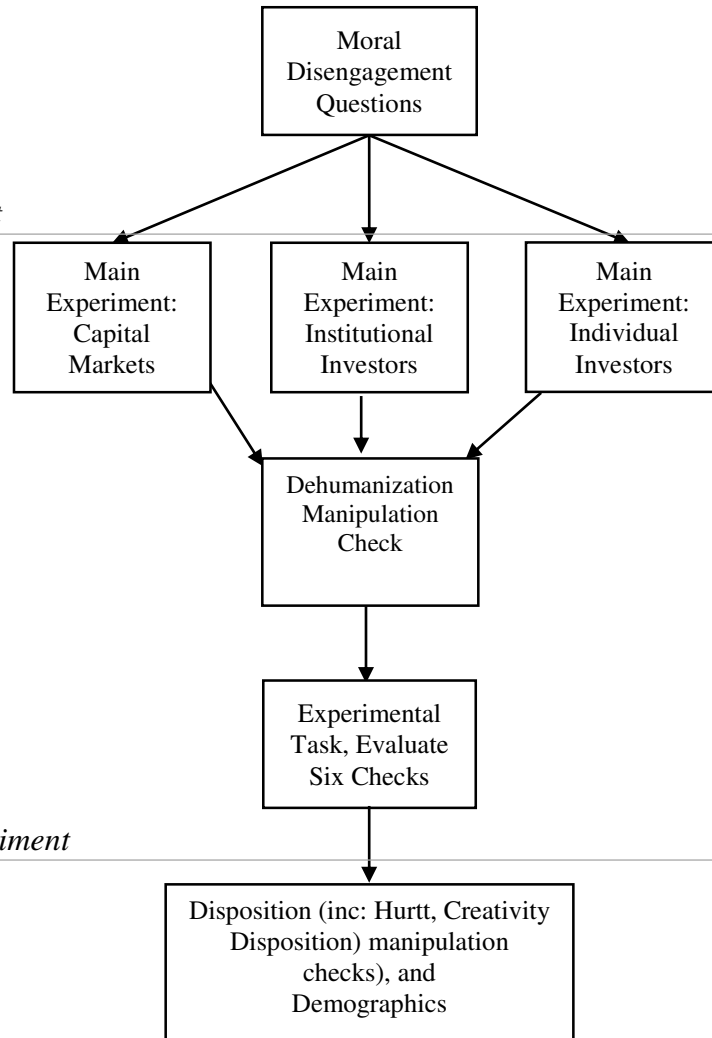 Moral
Disengagement
Questions
Main
Experiment:
Capital
Markets
Main
Experiment:
Institutional
Investors
Main
Experiment:
Individual
Investors
Dehumanization
Manipulation
Check
Experimental
Task, Evaluate
Six Checks
iment
Disposition (inc: Hurtt, Creativity
Disposition) manipulation
checks), and
Demographics